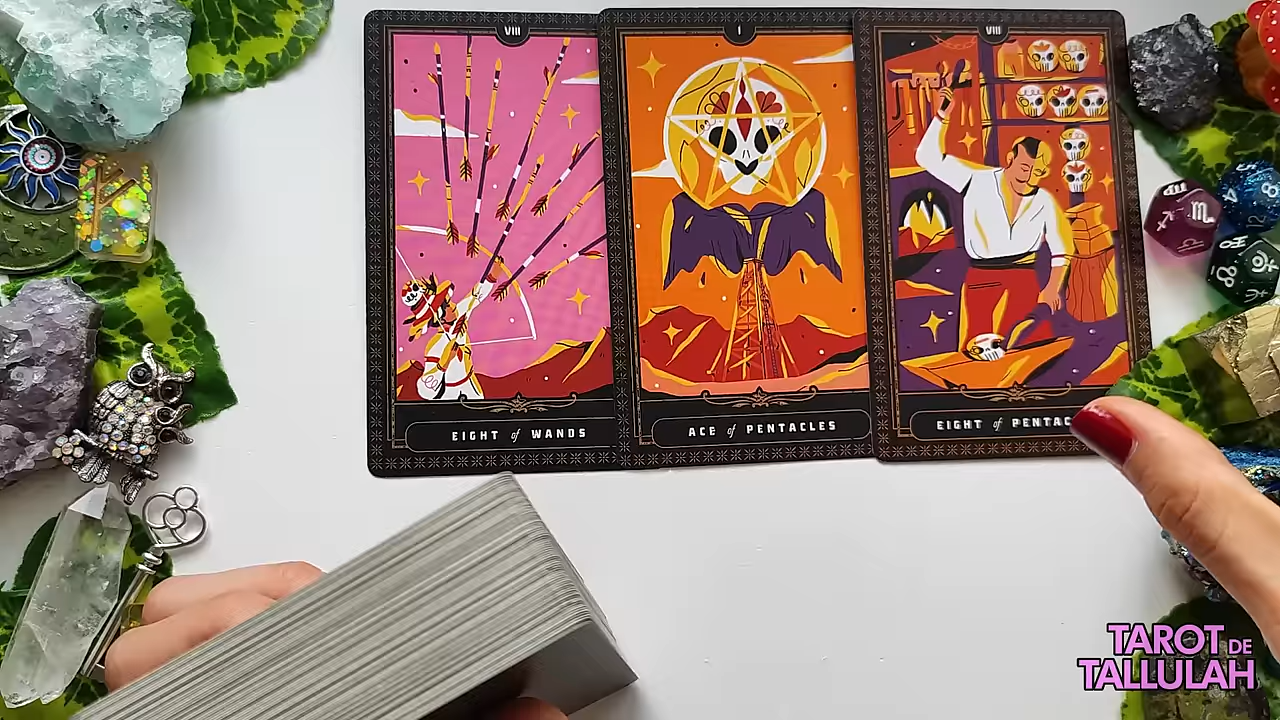 VIII
I
VIII
EIGHT of WANDS
ACE of PENTACLES
EIGHT of PENTAC
TAROT DE
TALLULAH